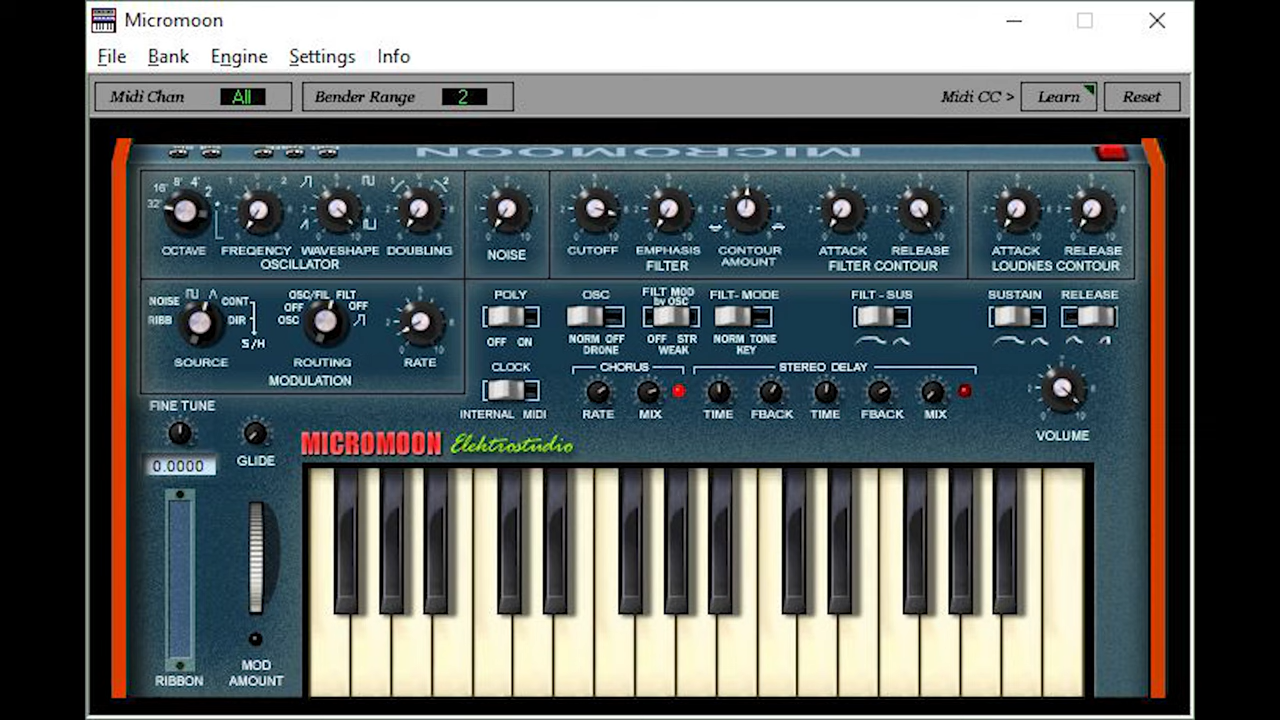 Micromoon
File Bank Engine Settings Info
Midi Chan All Bender Range 2 Midi CC > Learn Reset
MICROMOON
16' 8' 4' 2
32'
OCTAVE FREQENCY WAVESHAPE DOUBLING
OSCILLATOR
NOISE
CUTOFF EMPHASIS CONTOUR AMOUNT
FILTER
ATTACK RELEASE
FILTER CONTOUR
ATTACK RELEASE
LOUDNES CONTOUR
NOISE CONT
RIBB DIR
S/H
SOURCE
OSC/FIL FILT
OFF OFF
OSC
ROUTING
RATE
MODULATION
POLY
OFF ON
OSC
NORM OFF
DRONE
FILT MOD
by OSC
OFF STR
WEAK
FILT-MODE
NORM TONE
KEY
FILT - SUS
SUSTAIN RELEASE
CLOCK
INTERNAL MIDI
CHORUS
RATE MIX
STEREO DELAY
TIME FBACK TIME FBACK MIX
VOLUME
FINE TUNE
0.0000
GLIDE
MICROMOON Elektrostudio
RIBBON
MOD
AMOUNT